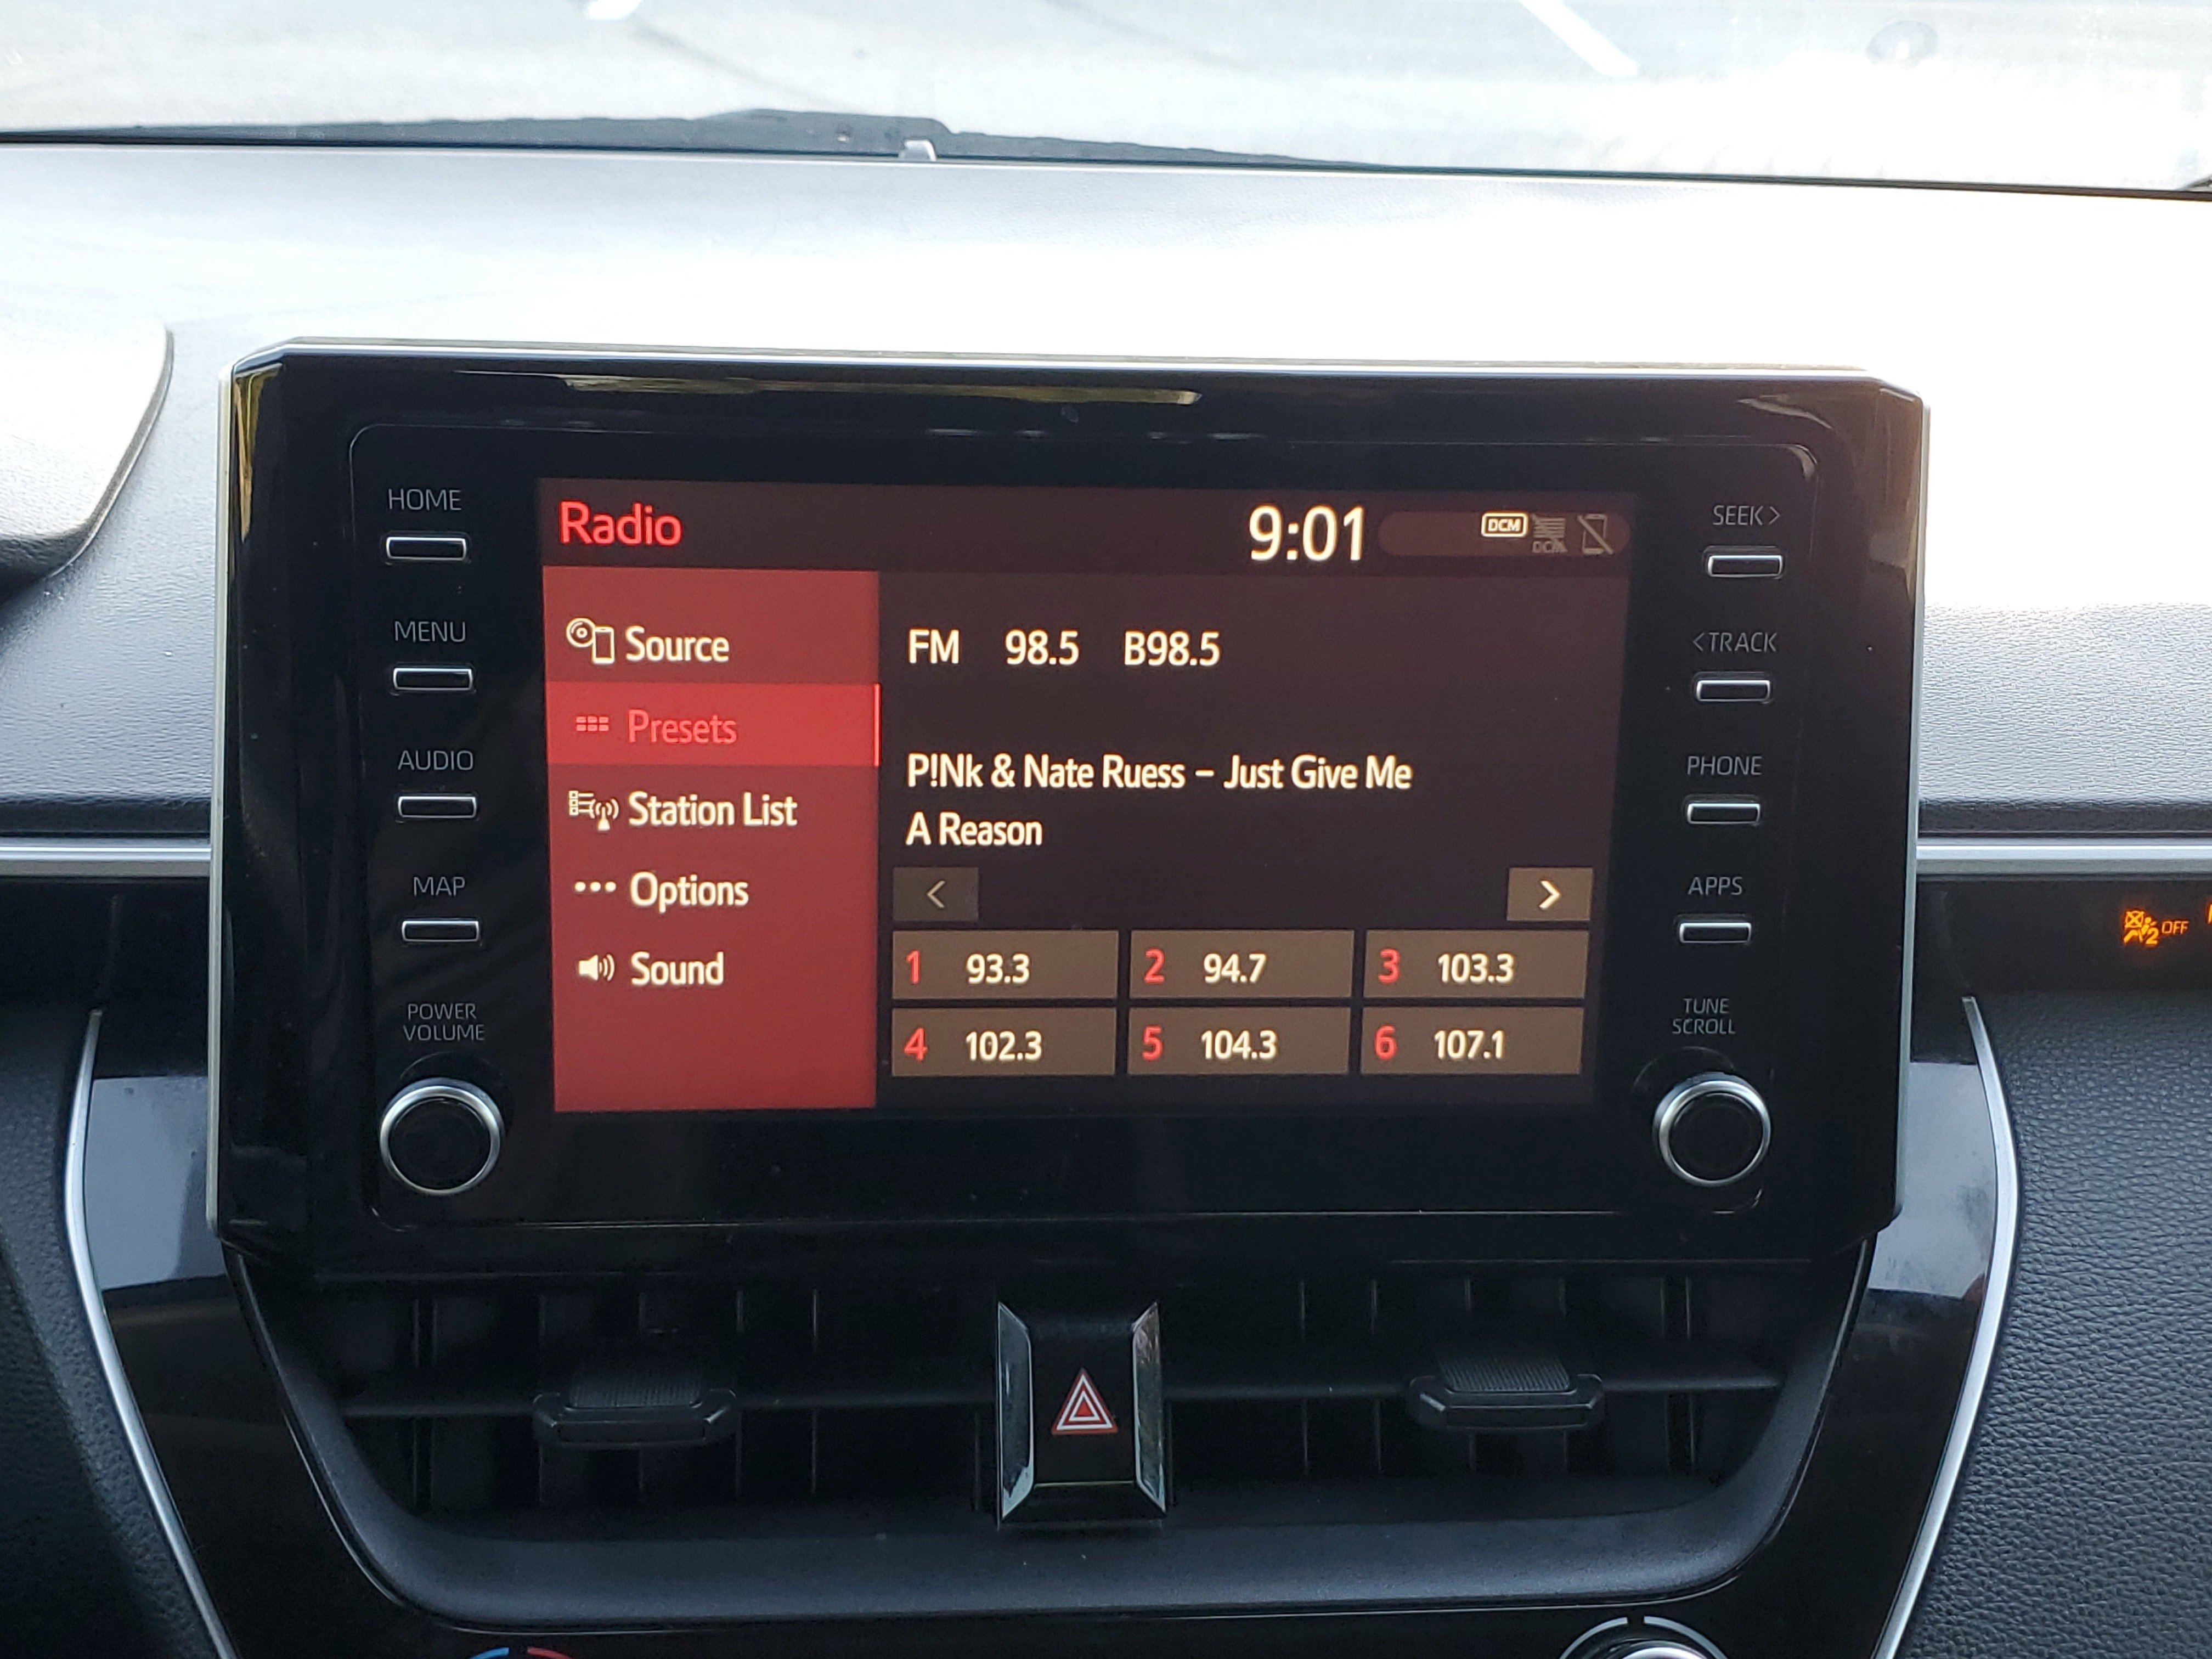 HOME
MENU
AUDIO
MAP
POWER
VOLUME
Radio
9:01
DCM
DCM
Source
Presets
Station List
Options
Sound
FM 98.5 B98.5
P!Nk & Nate Ruess – Just Give Me
A Reason
< >
1 93.3 2 94.7 3 103.3
4 102.3 5 104.3 6 107.1
SEEK >
< TRACK
PHONE
APPS
TUNE
SCROLL
2 OFF